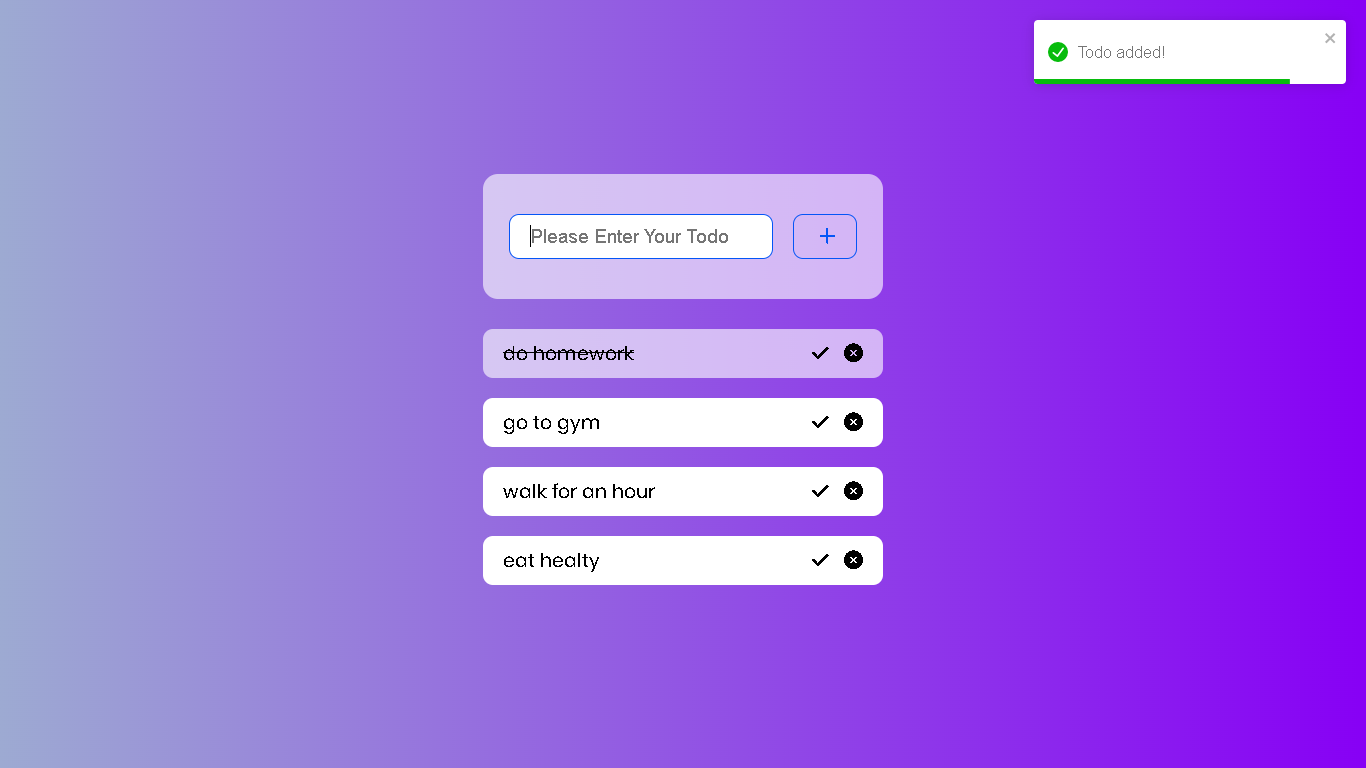 Todo added!
Please Enter Your Todo
do homework
go to gym
walk for an hour
eat healty